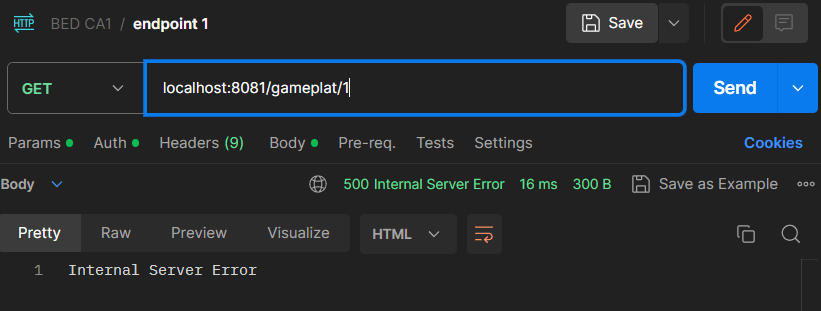 HTTP BED CA1 / endpoint 1 Save
GET localhost:8081/gameplat/1 Send
Params Auth Headers (9) Body Pre-req. Tests Settings Cookies
Body 500 Internal Server Error 16 ms 300 B Save as Example
Pretty Raw Preview Visualize HTML
1 Internal Server Error